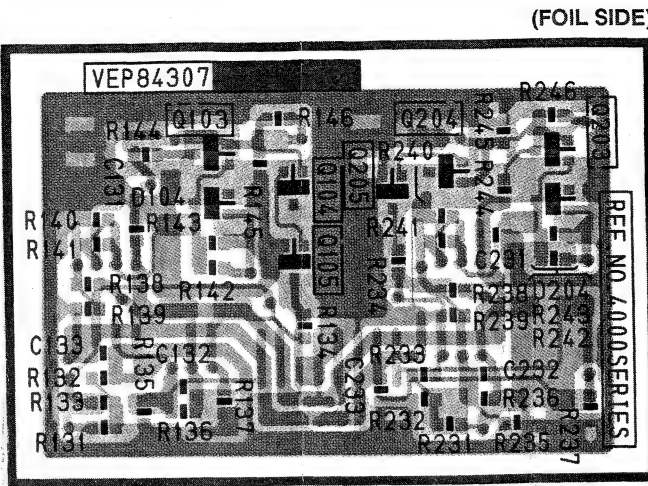 (FOIL SIDE)
VEP84307
R246
R144
Q103
R146
Q204
R245
Q203
C131
Q205
R240
D104
R145
Q104
R244
R140
R143
R241
R141
Q105
C231
REF. NO. 4000SERIES
R138
R142
R234
R238
D204
R139
R239
R243
R134
R242
C133
R135
C132
C233
R233
C232
R132
R133
R137
R236
R131
R136
R232
R231
R235
R237